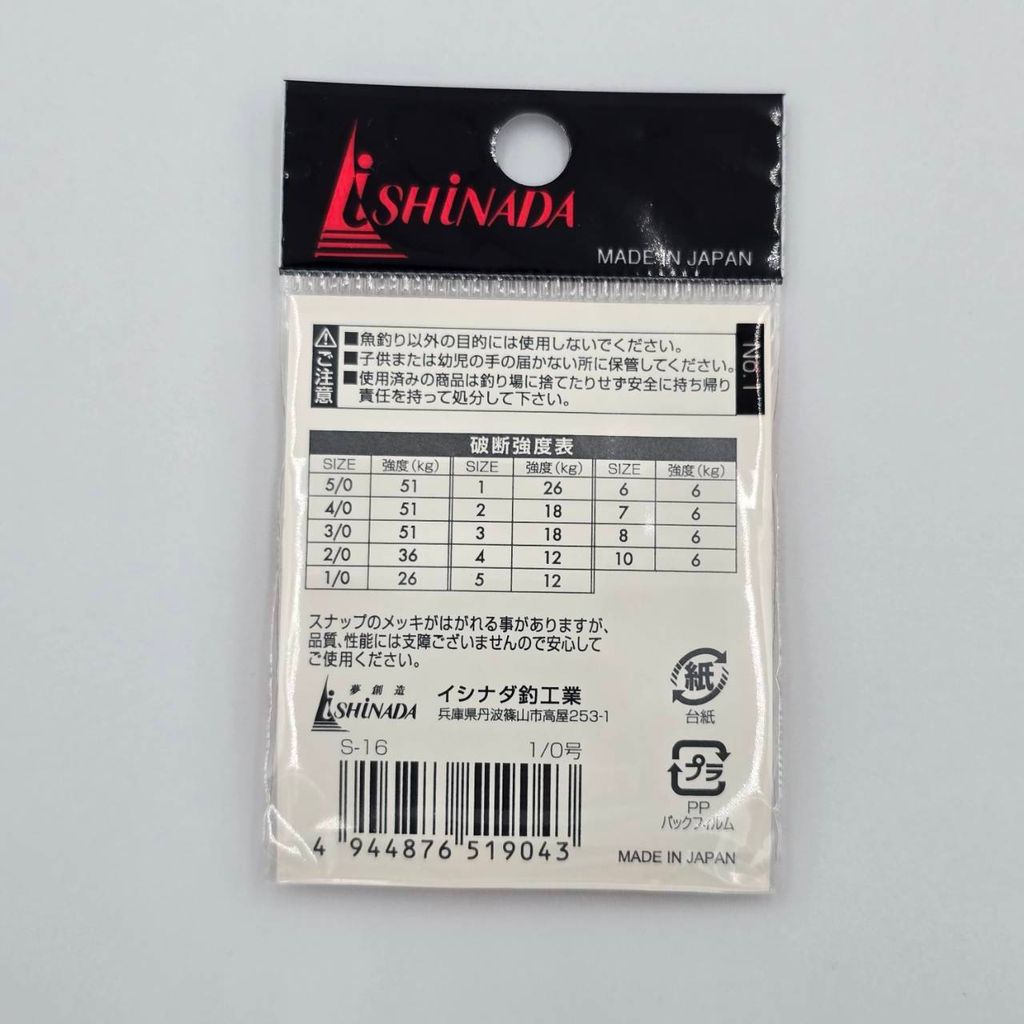 iSHiNADA
MADE IN JAPAN
No.1
⚠ご注意
■魚釣り以外の目的には使用しないでください。
■子供または幼児の手の届かない所に保管してください。
■使用済みの商品は釣り場に捨てたりせず安全に持ち帰り
責任を持って処分して下さい。
破断強度表
SIZE 強度(kg) SIZE 強度(kg) SIZE 強度(kg)
5/0 51 1 26 6 6
4/0 51 2 18 7 6
3/0 51 3 18 8 6
2/0 36 4 12 10 6
1/0 26 5 12
スナップのメッキがはがれる事がありますが、
品質、性能には支障ございませんので安心して
ご使用ください。
夢創造
iSHiNADA
イシナダ釣工業
兵庫県丹波篠山市高屋253-1
S-16 1/0号
4 944876 519043
紙
台紙
プラ
PP
パックフィルム
MADE IN JAPAN